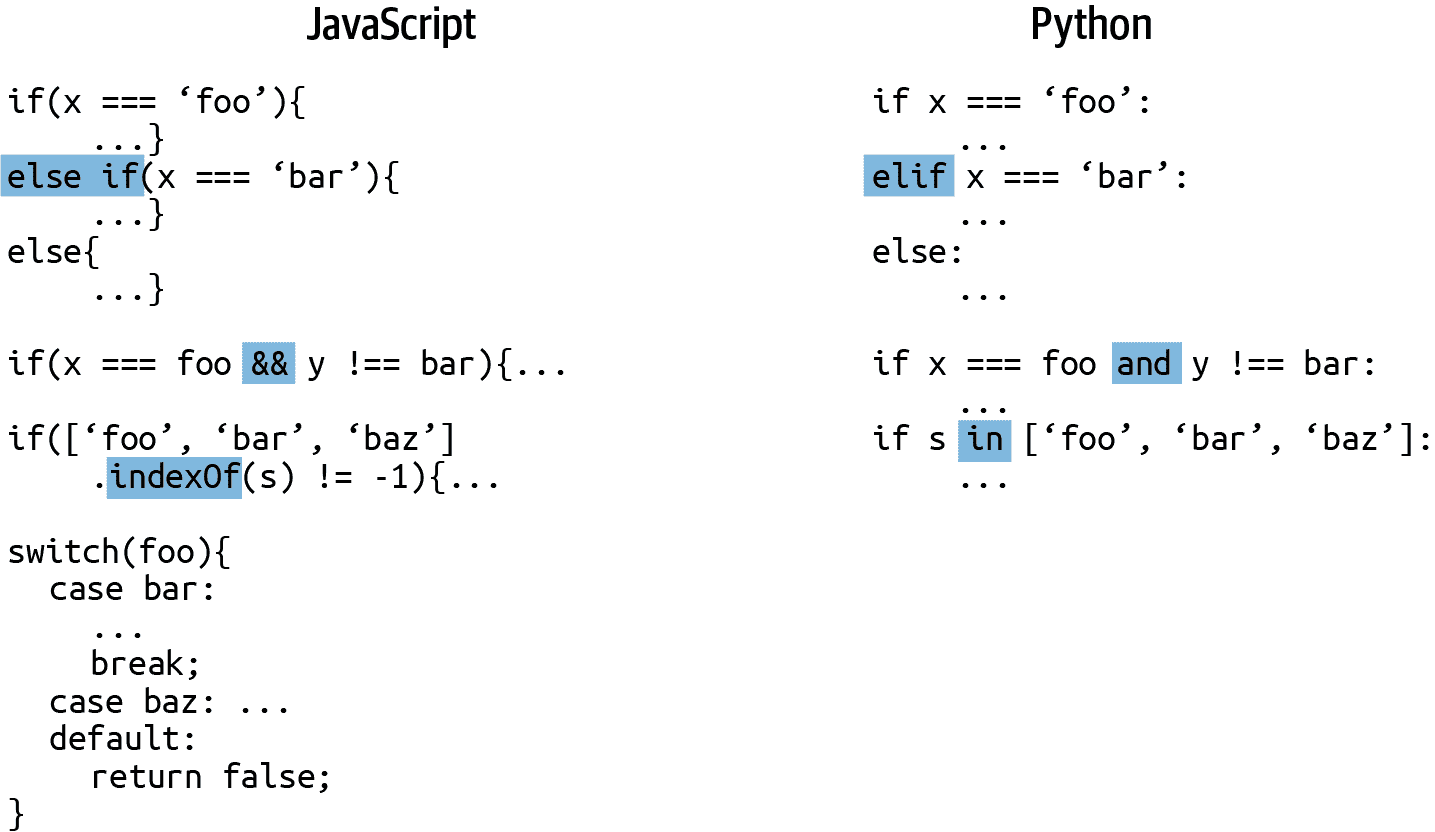 JavaScript
if(x === ‘foo’){
...}
else if(x === ‘bar’){
...}
else{
...}
if(x === foo && y !== bar){...
if([‘foo’, ‘bar’, ‘baz’]
.indexOf(s) != -1){...
switch(foo){
case bar:
...
break;
case baz: ...
default:
return false;
}
Python
if x === ‘foo’:
...
elif x === ‘bar’:
...
else:
...
if x === foo and y !== bar:
...
if s in [‘foo’, ‘bar’, ‘baz’]:
...